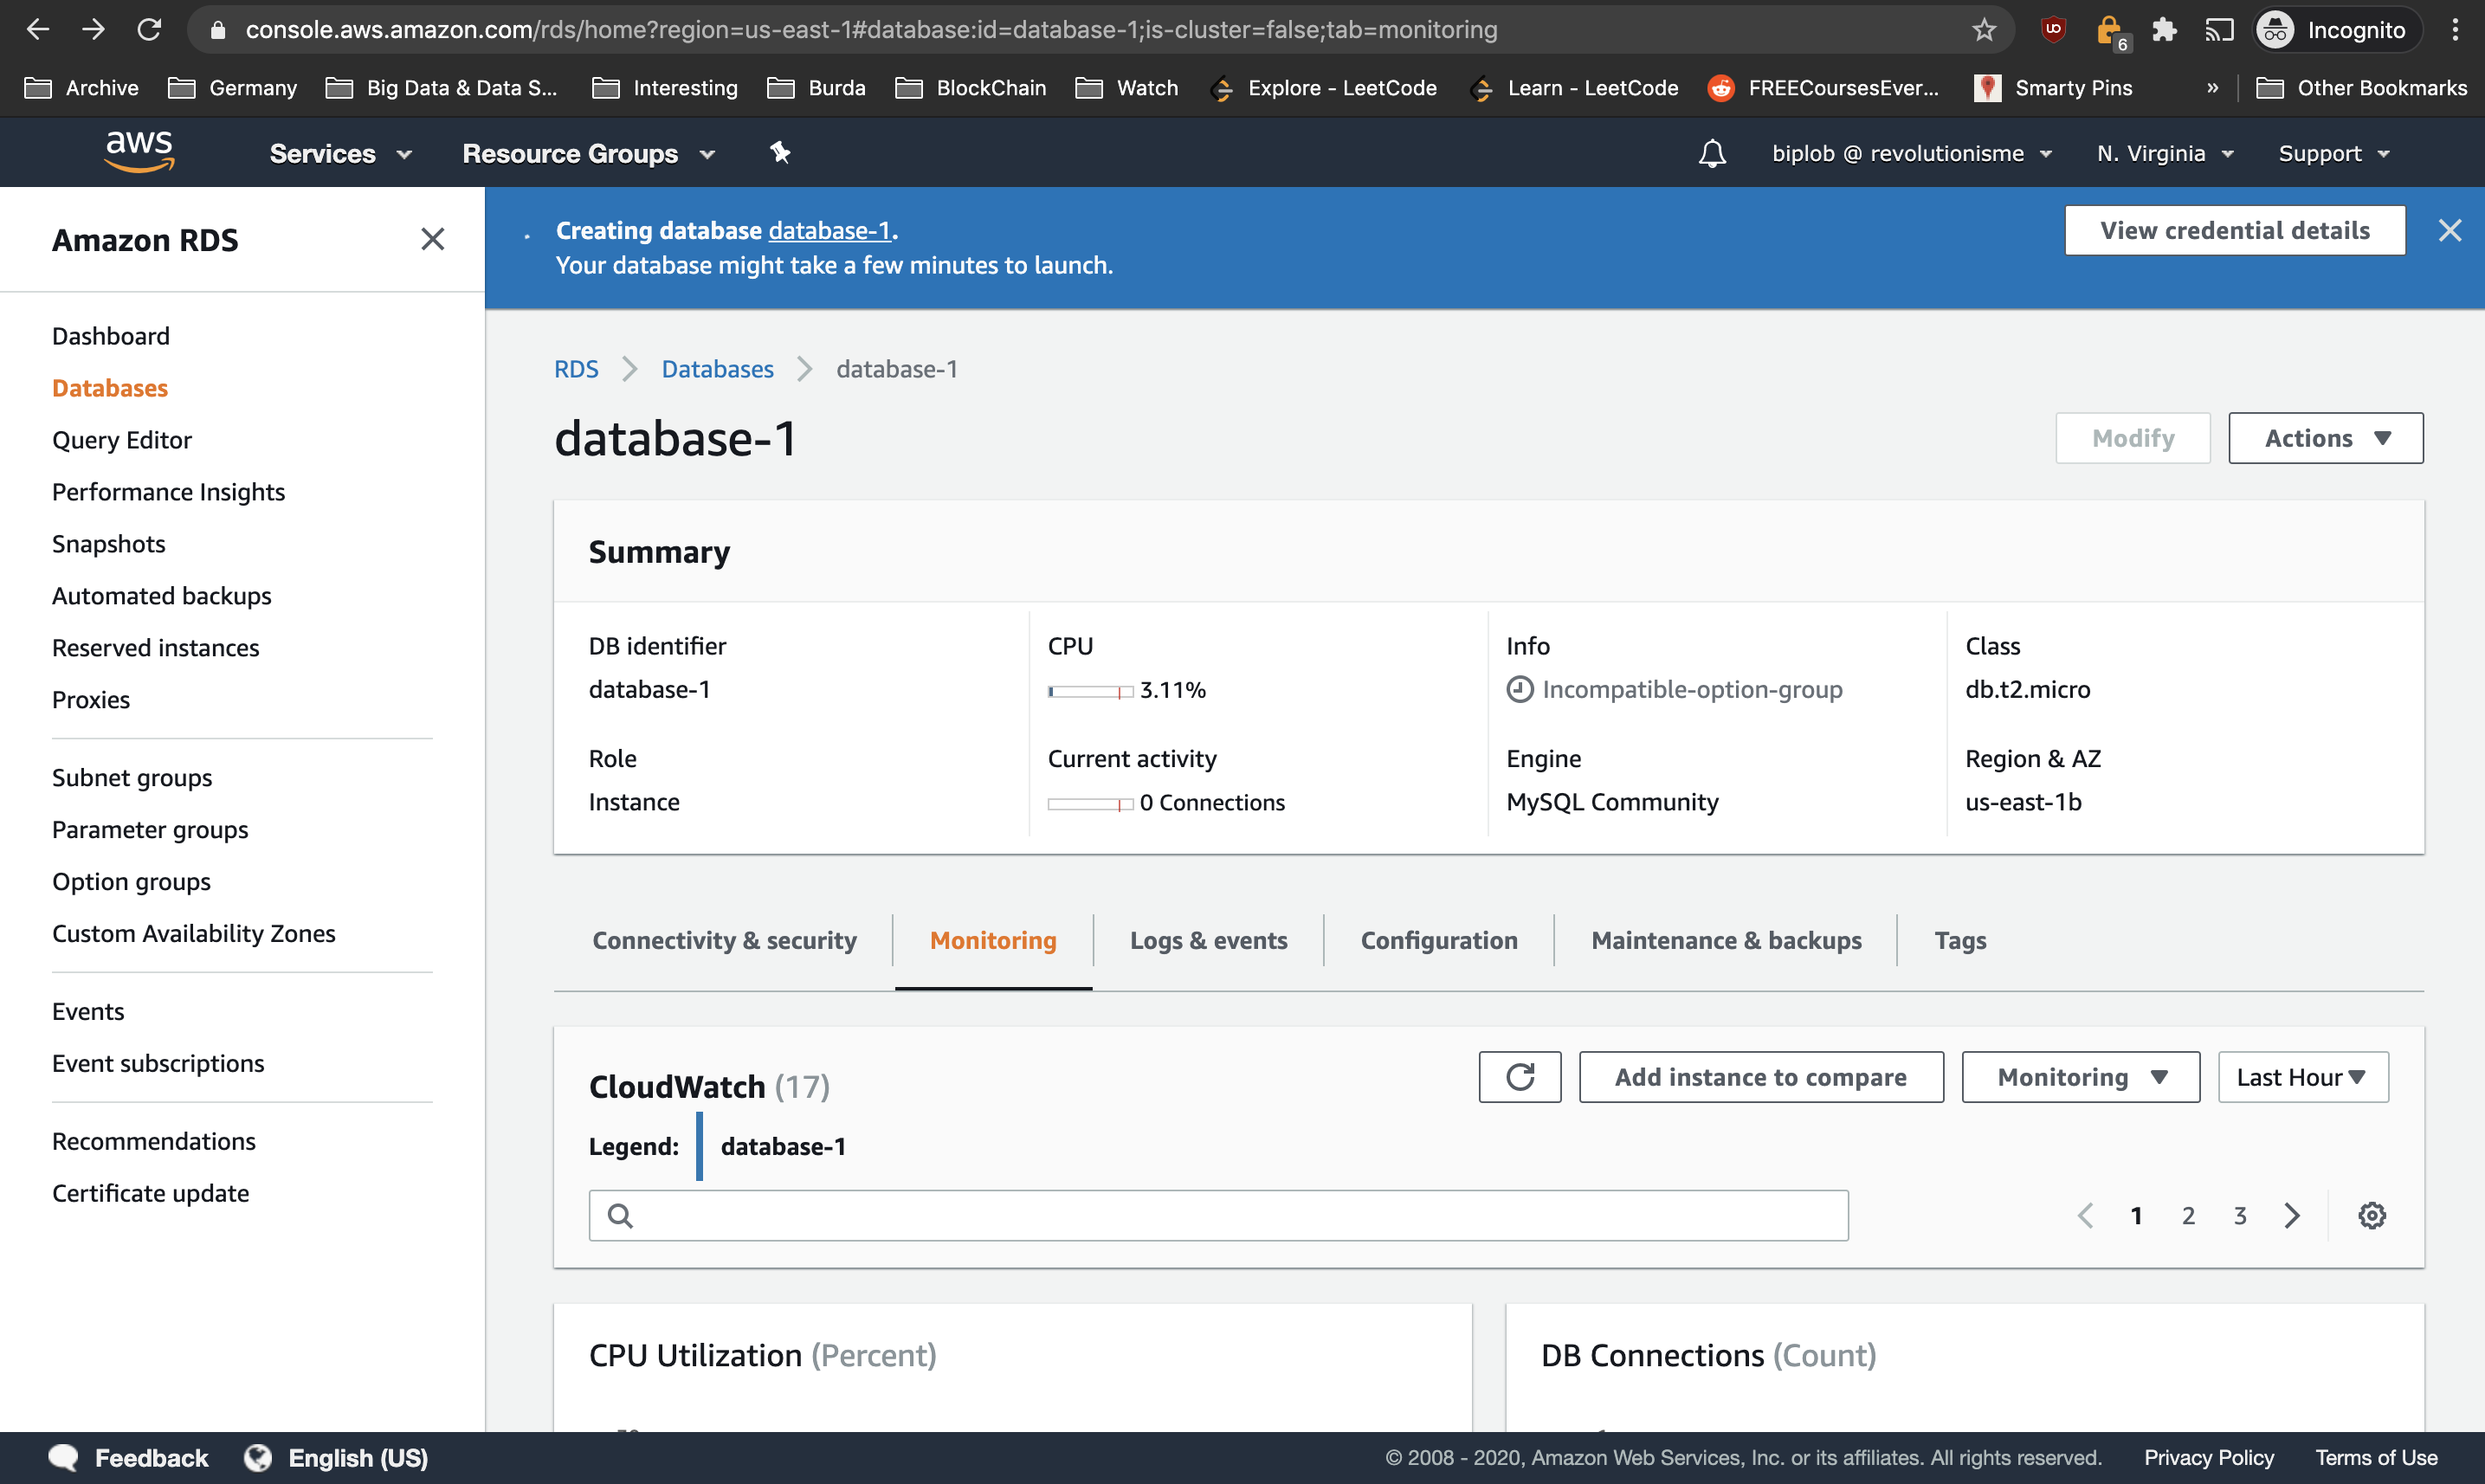 console.aws.amazon.com/rds/home?region=us-east-1#database:id=database-1;is-cluster=false;tab=monitoring
6
Incognito
Archive
Germany
Big Data & Data S...
Interesting
Burda
BlockChain
Watch
Explore - LeetCode
Learn - LeetCode
FREECoursesEver...
Smarty Pins
»
Other Bookmarks
aws
Services
Resource Groups
biplob @ revolutionisme
N. Virginia
Support
Amazon RDS
Dashboard
Databases
Query Editor
Performance Insights
Snapshots
Automated backups
Reserved instances
Proxies
Subnet groups
Parameter groups
Option groups
Custom Availability Zones
Events
Event subscriptions
Recommendations
Certificate update
Creating database database-1.
Your database might take a few minutes to launch.
View credential details
RDS
Databases
database-1
database-1
Modify
Actions
Summary
DB identifier
database-1
CPU
3.11%
Info
Incompatible-option-group
Class
db.t2.micro
Role
Instance
Current activity
0 Connections
Engine
MySQL Community
Region & AZ
us-east-1b
Connectivity & security
Monitoring
Logs & events
Configuration
Maintenance & backups
Tags
CloudWatch (17)
Add instance to compare
Monitoring
Last Hour
Legend:
database-1
1
2
3
CPU Utilization (Percent)
DB Connections (Count)
Feedback
English (US)
© 2008 - 2020, Amazon Web Services, Inc. or its affiliates. All rights reserved.
Privacy Policy
Terms of Use